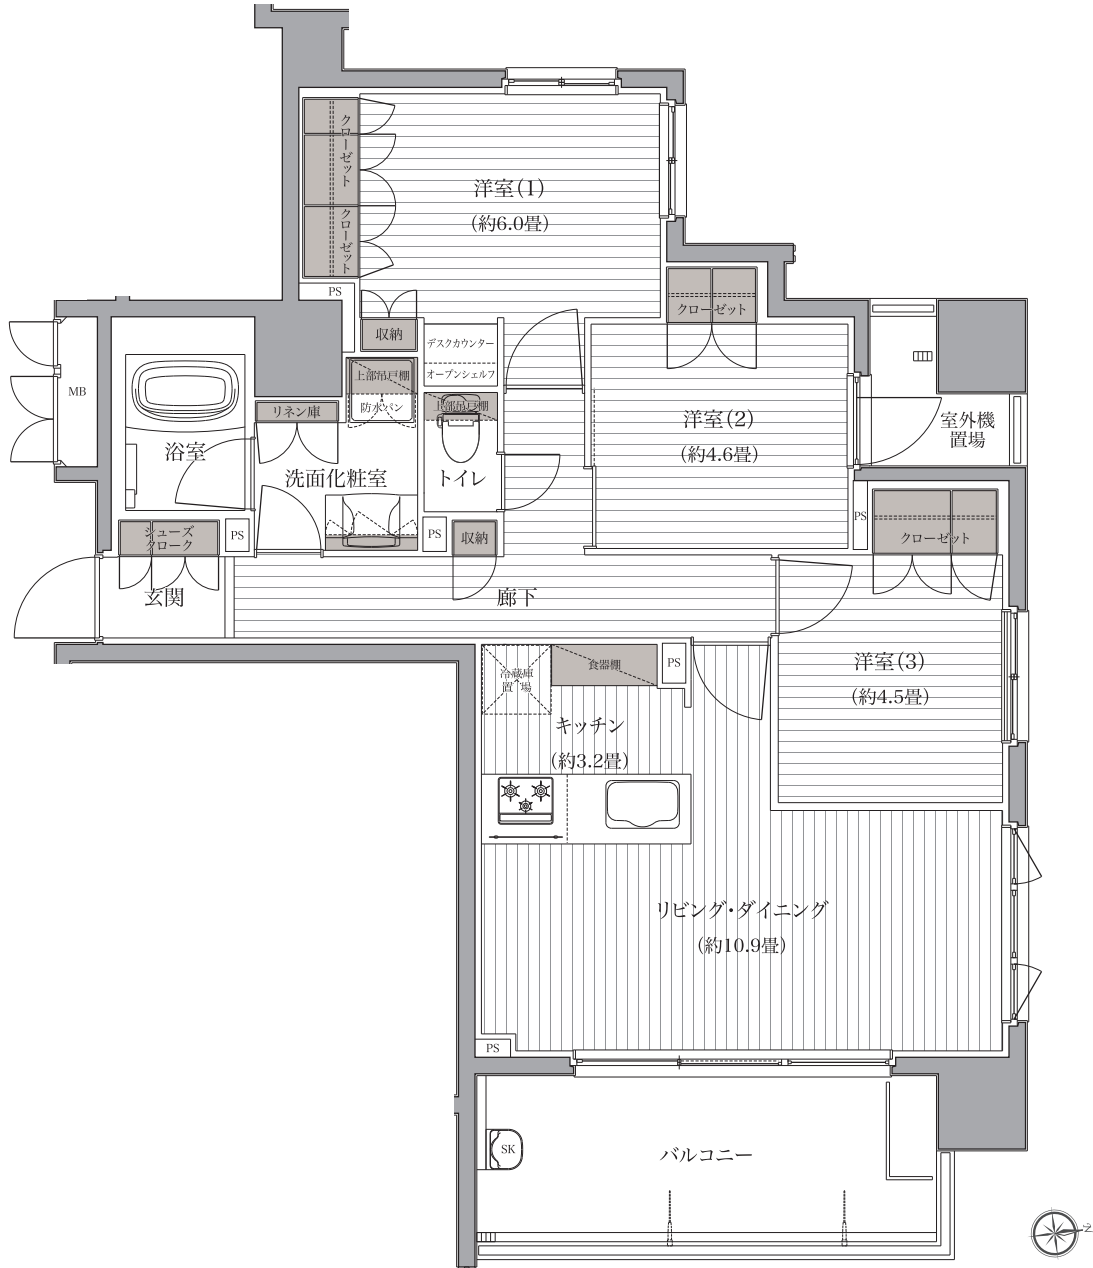 クローゼット
クローゼット
洋室(1)
(約6.0畳)
PS
収納
デスクカウンター
オープンシェルフ
クローゼット
MB
上部吊戸棚
防水パン
上部吊戸棚
リネン庫
浴室
洗面化粧室
トイレ
洋室(2)
(約4.6畳)
室外機
置場
シューズ
クローク
PS
PS
収納
PS
クローゼット
玄関
廊下
冷蔵庫
置場
食器棚
PS
洋室(3)
(約4.5畳)
キッチン
(約3.2畳)
リビング・ダイニング
(約10.9畳)
PS
SK
バルコニー
N